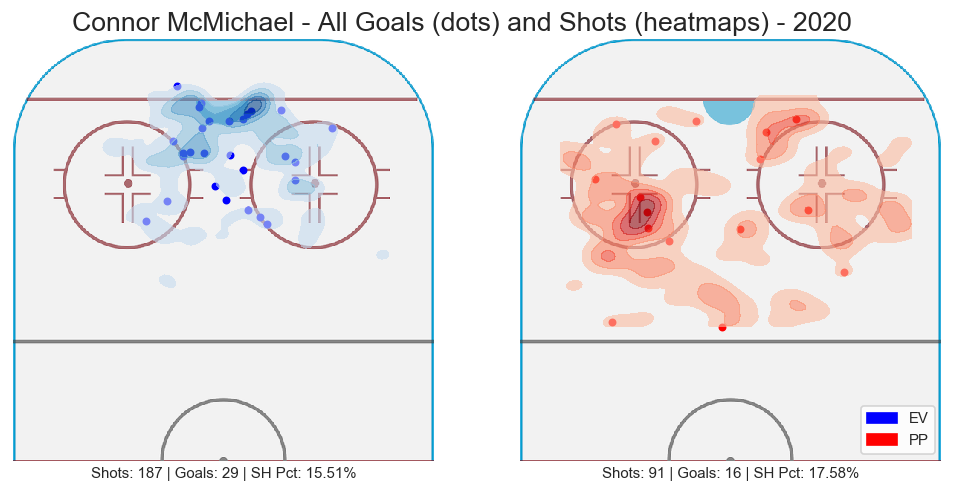 Connor McMichael - All Goals (dots) and Shots (heatmaps) - 2020
EV
PP
Shots: 187 | Goals: 29 | SH Pct: 15.51%
Shots: 91 | Goals: 16 | SH Pct: 17.58%